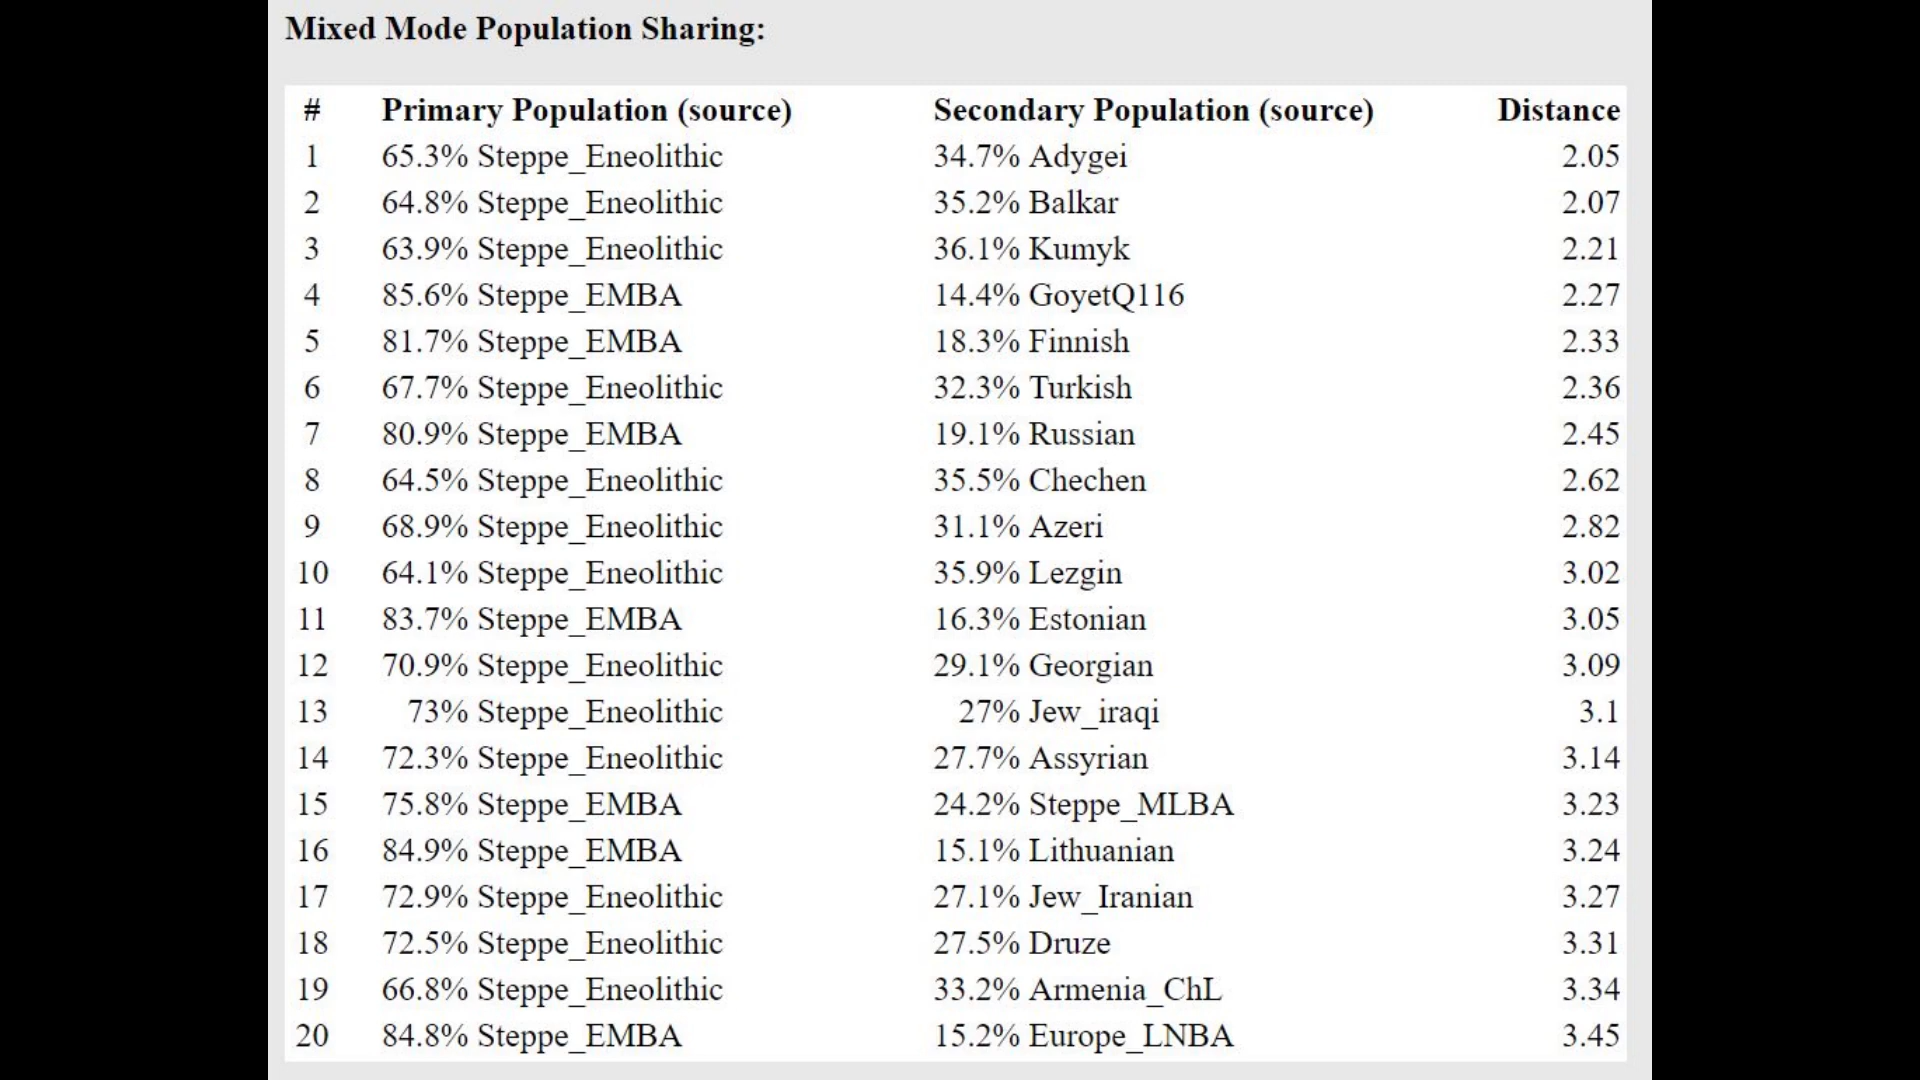 Mixed Mode Population Sharing:
# Primary Population (source) Secondary Population (source) Distance
1 65.3% Steppe_Eneolithic 34.7% Adygei 2.05
2 64.8% Steppe_Eneolithic 35.2% Balkar 2.07
3 63.9% Steppe_Eneolithic 36.1% Kumyk 2.21
4 85.6% Steppe_EMBA 14.4% GoyetQ116 2.27
5 81.7% Steppe_EMBA 18.3% Finnish 2.33
6 67.7% Steppe_Eneolithic 32.3% Turkish 2.36
7 80.9% Steppe_EMBA 19.1% Russian 2.45
8 64.5% Steppe_Eneolithic 35.5% Chechen 2.62
9 68.9% Steppe_Eneolithic 31.1% Azeri 2.82
10 64.1% Steppe_Eneolithic 35.9% Lezgin 3.02
11 83.7% Steppe_EMBA 16.3% Estonian 3.05
12 70.9% Steppe_Eneolithic 29.1% Georgian 3.09
13 73% Steppe_Eneolithic 27% Jew_iraqi 3.1
14 72.3% Steppe_Eneolithic 27.7% Assyrian 3.14
15 75.8% Steppe_EMBA 24.2% Steppe_MLBA 3.23
16 84.9% Steppe_EMBA 15.1% Lithuanian 3.24
17 72.9% Steppe_Eneolithic 27.1% Jew_Iranian 3.27
18 72.5% Steppe_Eneolithic 27.5% Druze 3.31
19 66.8% Steppe_Eneolithic 33.2% Armenia_ChL 3.34
20 84.8% Steppe_EMBA 15.2% Europe_LNBA 3.45